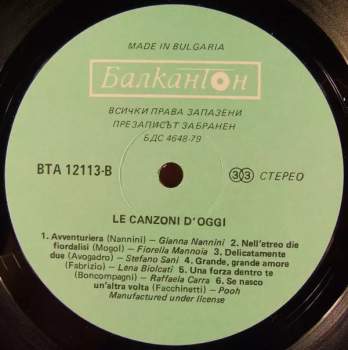 MADE IN BULGARIA
Балкантон
ВСИЧКИ ПРАВА ЗАПАЗЕНИ
ПРЕЗАПИСЪТ ЗАБРАНЕН
БДС 4648-79
ВТА 12113-В
33 СТЕРЕО
LE CANZONI D'OGGI
1. Avventuriera (Nannini) — Gianna Nannini 2. Nell'etreo die
fiordalisi (Mogol) — Fiorella Mannoia 3. Delicatamente
due (Avogadro) — Stefano Sani 4. Grande, grande amore
(Fabrizio) — Lena Biolcati 5. Una forza dentro te
(Boncompagni) — Raffaela Carra 6. Se nasco
un'altra volta (Facchinetti) — Pooh
Manufactured under license